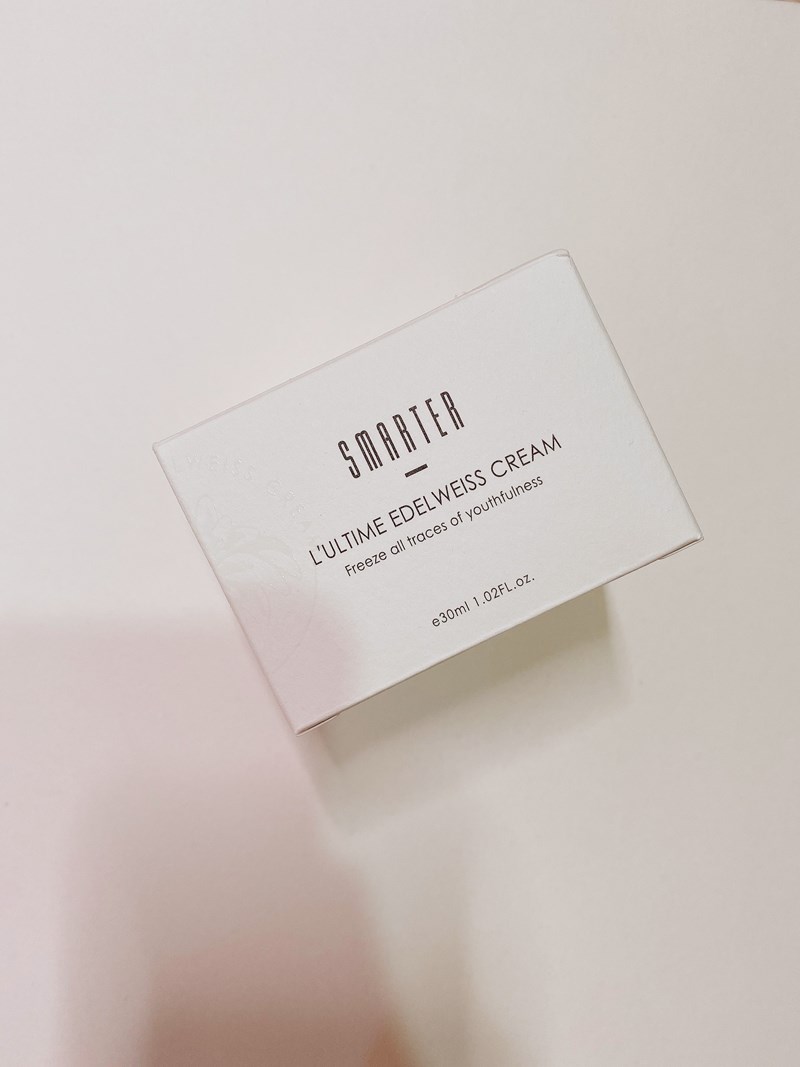 SMARTER
L'ULTIME EDELWEISS CREAM
Freeze all traces of youthfulness
e30ml 1.02FL.oz.